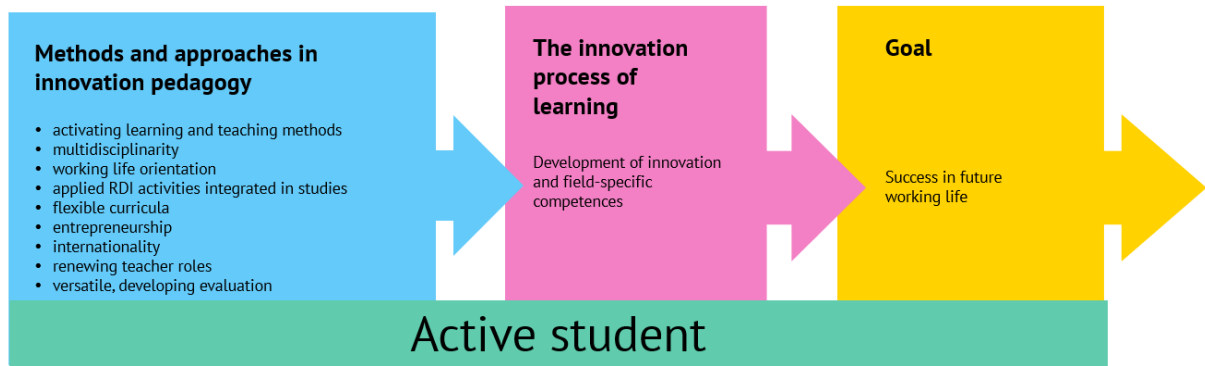 Methods and approaches in
innovation pedagogy
• activating learning and teaching methods
• multidisciplinarity
• working life orientation
• applied RDI activities integrated in studies
• flexible curricula
• entrepreneurship
• internationality
• renewing teacher roles
• versatile, developing evaluation
The innovation
process of
learning
Development of innovation
and field-specific
competences
Goal
Success in future
working life
Active student